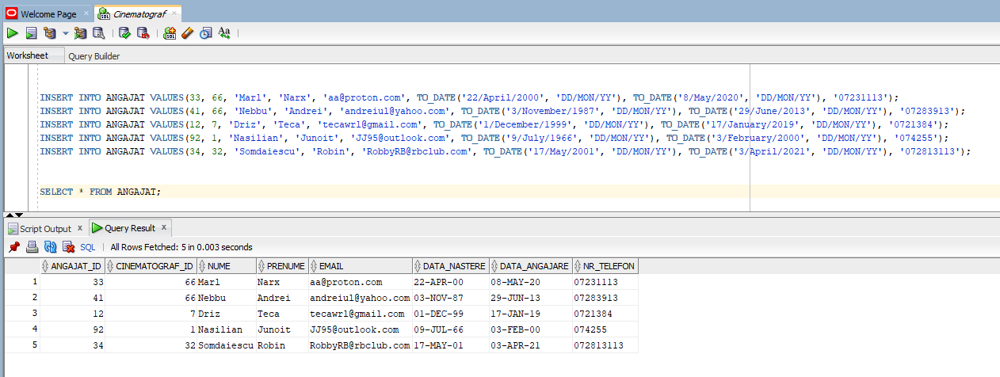 Welcome Page Cinematograf
Worksheet Query Builder
INSERT INTO ANGAJAT VALUES(33, 66, 'Marl', 'Narx', 'aa@proton.com', TO_DATE('22/April/2000', 'DD/MON/YY'), TO_DATE('8/May/2020', 'DD/MON/YY'), '07231113');
INSERT INTO ANGAJAT VALUES(41, 66, 'Nebbu', 'Andrei', 'andreiul@yahoo.com', TO_DATE('3/November/1987', 'DD/MON/YY'), TO_DATE('29/June/2013', 'DD/MON/YY'), '07283913');
INSERT INTO ANGAJAT VALUES(12, 7, 'Driz', 'Teca', 'tecawrl@gmail.com', TO_DATE('1/December/1999', 'DD/MON/YY'), TO_DATE('17/January/2019', 'DD/MON/YY'), '0721384');
INSERT INTO ANGAJAT VALUES(92, 1, 'Nasilian', 'Junoit', 'JJ95@outlook.com', TO_DATE('9/July/1966', 'DD/MON/YY'), TO_DATE('3/February/2000', 'DD/MON/YY'), '074255');
INSERT INTO ANGAJAT VALUES(34, 32, 'Somdaiescu', 'Robin', 'RobbyRB@rbclub.com', TO_DATE('17/May/2001', 'DD/MON/YY'), TO_DATE('3/April/2021', 'DD/MON/YY'), '072813113');
SELECT * FROM ANGAJAT;
Script Output x Query Result x
SQL | All Rows Fetched: 5 in 0.003 seconds
ANGAJAT_ID CINEMATOGRAF_ID NUME PRENUME EMAIL DATA_NASTERE DATA_ANGAJARE NR_TELEFON
1 33 66 Marl Narx aa@proton.com 22-APR-00 08-MAY-20 07231113
2 41 66 Nebbu Andrei andreiul@yahoo.com 03-NOV-87 29-JUN-13 07283913
3 12 7 Driz Teca tecawrl@gmail.com 01-DEC-99 17-JAN-19 0721384
4 92 1 Nasilian Junoit JJ95@outlook.com 09-JUL-66 03-FEB-00 074255
5 34 32 Somdaiescu Robin RobbyRB@rbclub.com 17-MAY-01 03-APR-21 072813113